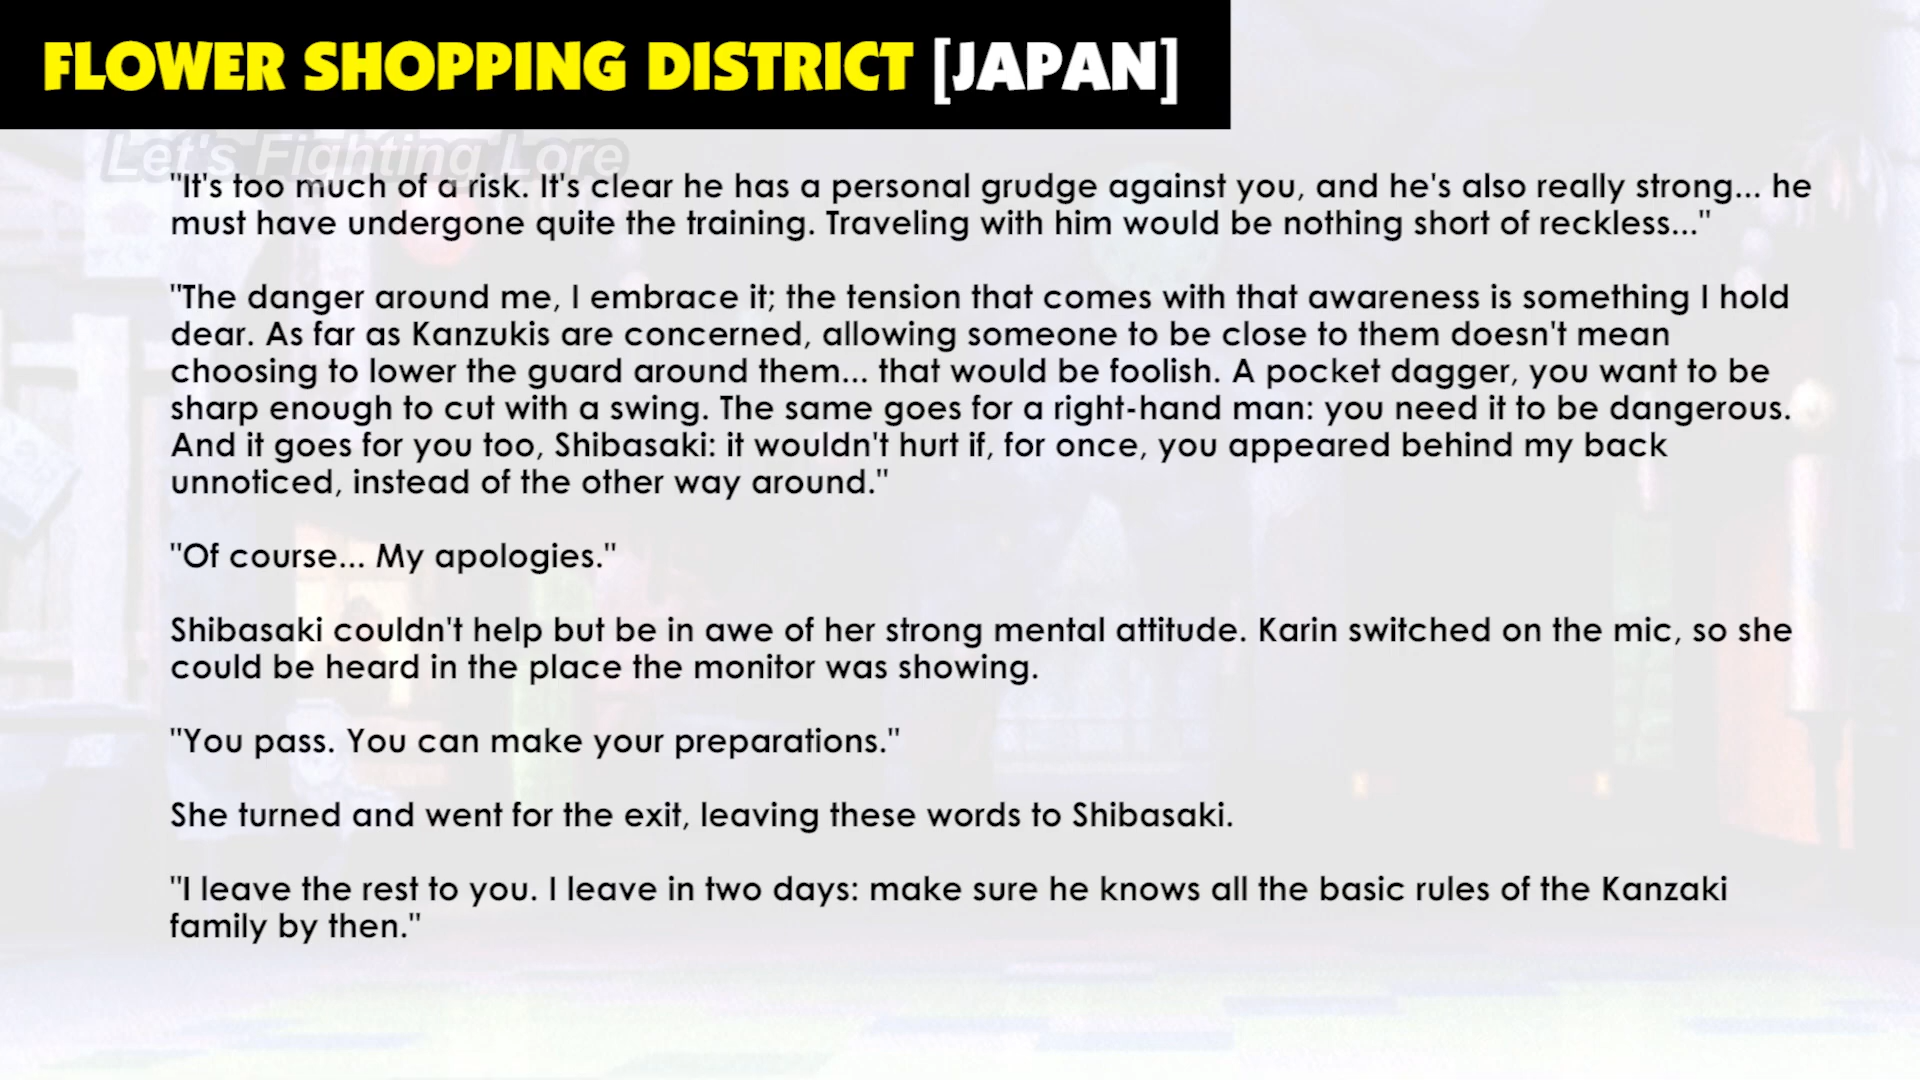 FLOWER SHOPPING DISTRICT [JAPAN]
Let's Fighting Lore
"It's too much of a risk. It's clear he has a personal grudge against you, and he's also really strong... he
must have undergone quite the training. Traveling with him would be nothing short of reckless..."
"The danger around me, I embrace it; the tension that comes with that awareness is something I hold
dear. As far as Kanzukis are concerned, allowing someone to be close to them doesn't mean
choosing to lower the guard around them... that would be foolish. A pocket dagger, you want to be
sharp enough to cut with a swing. The same goes for a right-hand man: you need it to be dangerous.
And it goes for you too, Shibasaki: it wouldn't hurt if, for once, you appeared behind my back
unnoticed, instead of the other way around."
"Of course... My apologies."
Shibasaki couldn't help but be in awe of her strong mental attitude. Karin switched on the mic, so she
could be heard in the place the monitor was showing.
"You pass. You can make your preparations."
She turned and went for the exit, leaving these words to Shibasaki.
"I leave the rest to you. I leave in two days: make sure he knows all the basic rules of the Kanzaki
family by then."